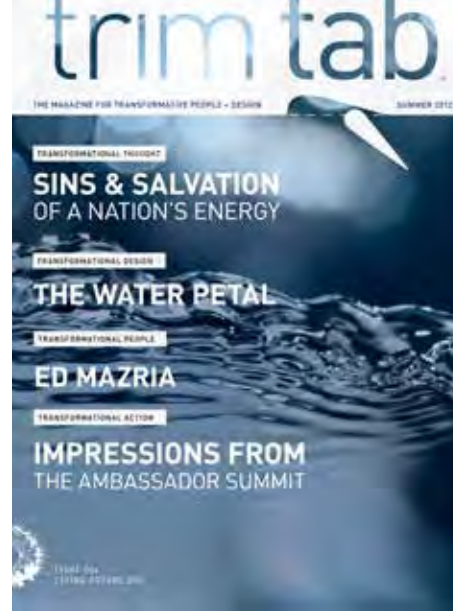 trim tab
THE MAGAZINE FOR TRANSFORMATIVE PEOPLE + DESIGN
SUMMER 2012
TRANSFORMATIONAL THOUGHT
SINS & SALVATION
OF A NATION'S ENERGY
TRANSFORMATIONAL DESIGN
THE WATER PETAL
TRANSFORMATIONAL PEOPLE
ED MAZRIA
TRANSFORMATIONAL ACTION
IMPRESSIONS FROM
THE AMBASSADOR SUMMIT
ISSUE